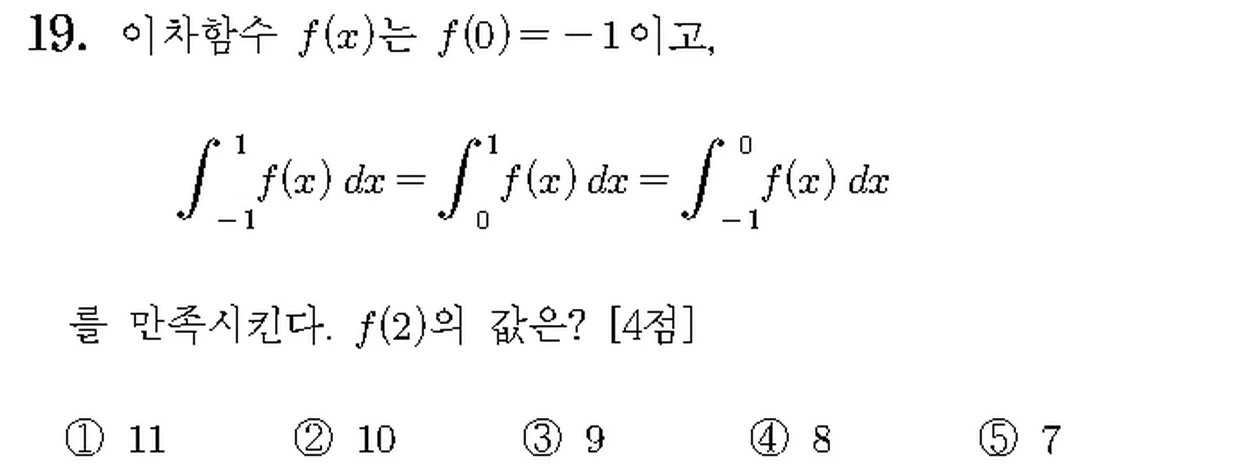 19. 이차함수 f(x)는 f(0)=-1이고,
∫_{-1}^{1} f(x) dx = ∫_{0}^{1} f(x) dx = ∫_{-1}^{0} f(x) dx
를 만족시킨다. f(2)의 값은? [4점]
① 11 ② 10 ③ 9 ④ 8 ⑤ 7